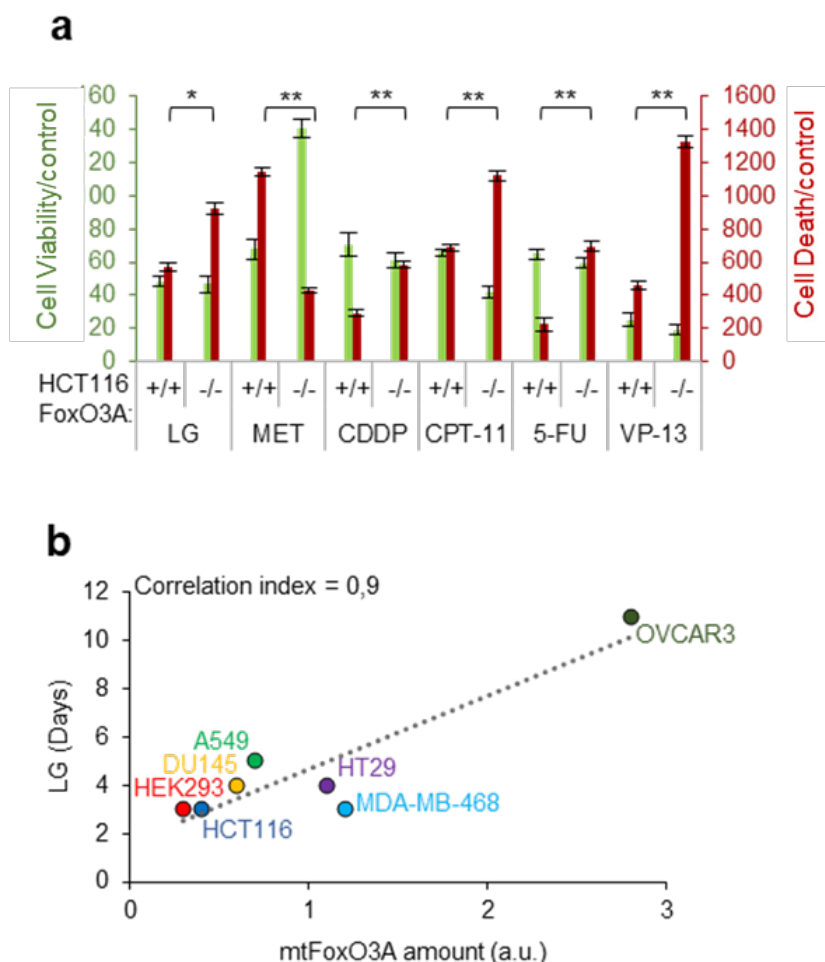 a
Cell Viability/control
Cell Death/control
* ** ** ** ** **
60 1600
40 1400
20 1200
00 1000
80 800
60 600
40 400
20 200
0 0
HCT116
FoxO3A:
+/+ -/- +/+ -/- +/+ -/- +/+ -/- +/+ -/- +/+ -/-
LG MET CDDP CPT-11 5-FU VP-13
b
Correlation index = 0,9
LG (Days)
12
10
8
6
4
2
0
OVCAR3
A549
DU145
HT29
HEK293
MDA-MB-468
HCT116
0 1 2 3
mtFoxO3A amount (a.u.)